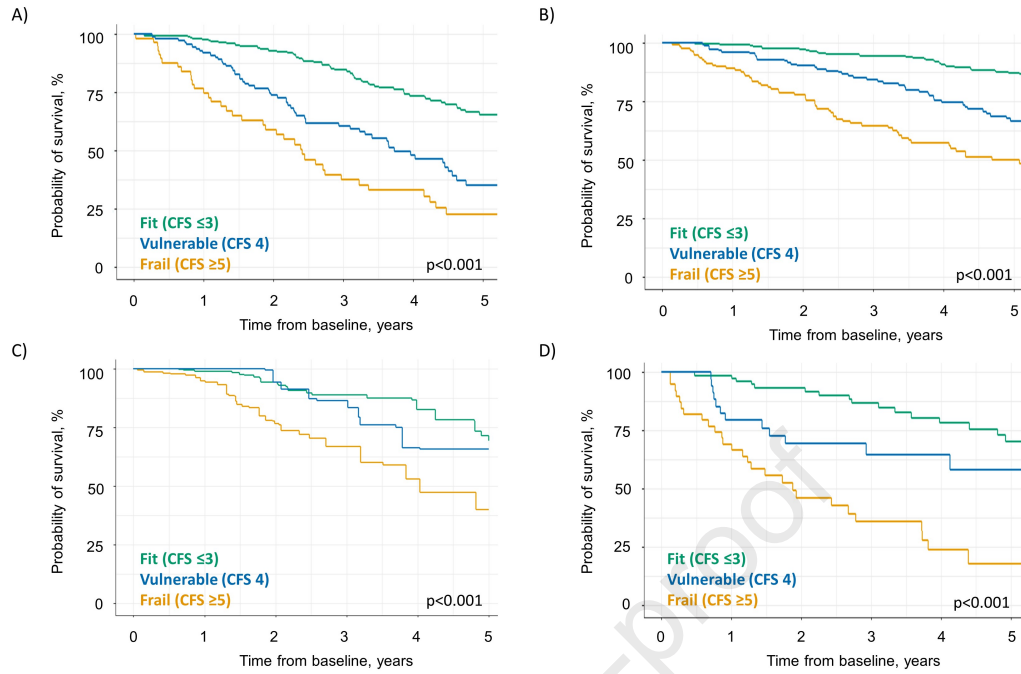 A)
Probability of survival, %
100
75
50
25
0
Fit (CFS ≤3)
Vulnerable (CFS 4)
Frail (CFS ≥5)
p<0.001
0 1 2 3 4 5
Time from baseline, years
B)
Probability of survival, %
100
75
50
25
0
Fit (CFS ≤3)
Vulnerable (CFS 4)
Frail (CFS ≥5)
p<0.001
0 1 2 3 4 5
Time from baseline, years
C)
Probability of survival, %
100
75
50
25
0
Fit (CFS ≤3)
Vulnerable (CFS 4)
Frail (CFS ≥5)
p<0.001
0 1 2 3 4 5
Time from baseline, years
D)
Probability of survival, %
100
75
50
25
0
Fit (CFS ≤3)
Vulnerable (CFS 4)
Frail (CFS ≥5)
p<0.001
0 1 2 3 4 5
Time from baseline, years
-proof